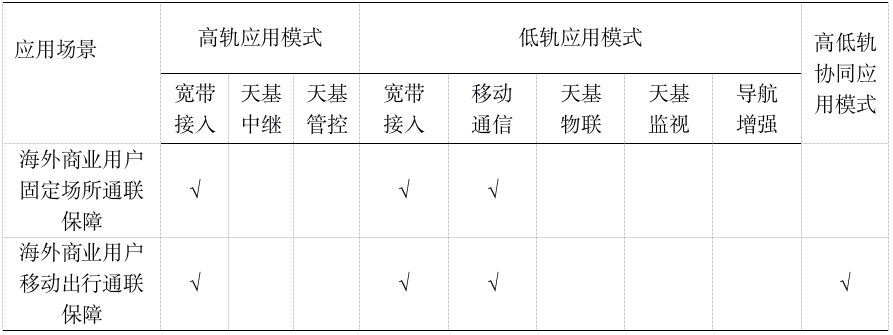 应用场景 高轨应用模式 低轨应用模式 高低轨
协同应
用模式
宽带 天基 天基 宽带 移动 天基 天基 导航
接入 中继 管控 接入 通信 物联 监视 增强
海外商业用户
固定场所通联 √ √ √
保障
海外商业用户
移动出行通联 √ √ √ √
保障